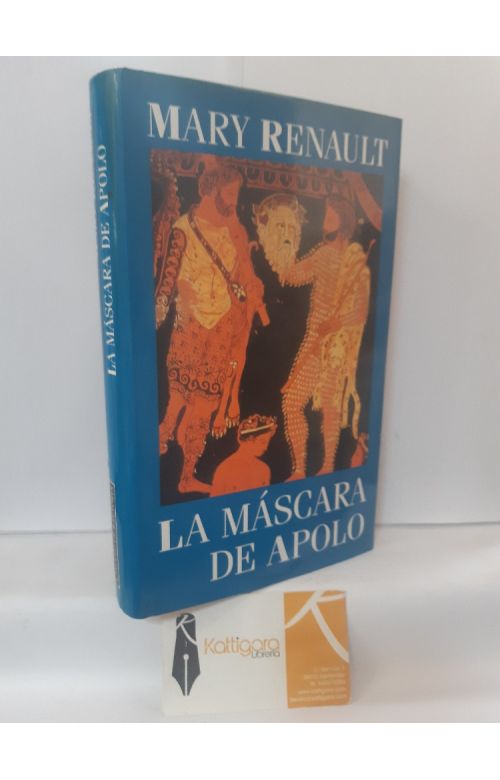 MARY RENAULT
LA MÁSCARA
DE APOLO
LA MÁSCARA DE APOLO
Kattigara
Librería